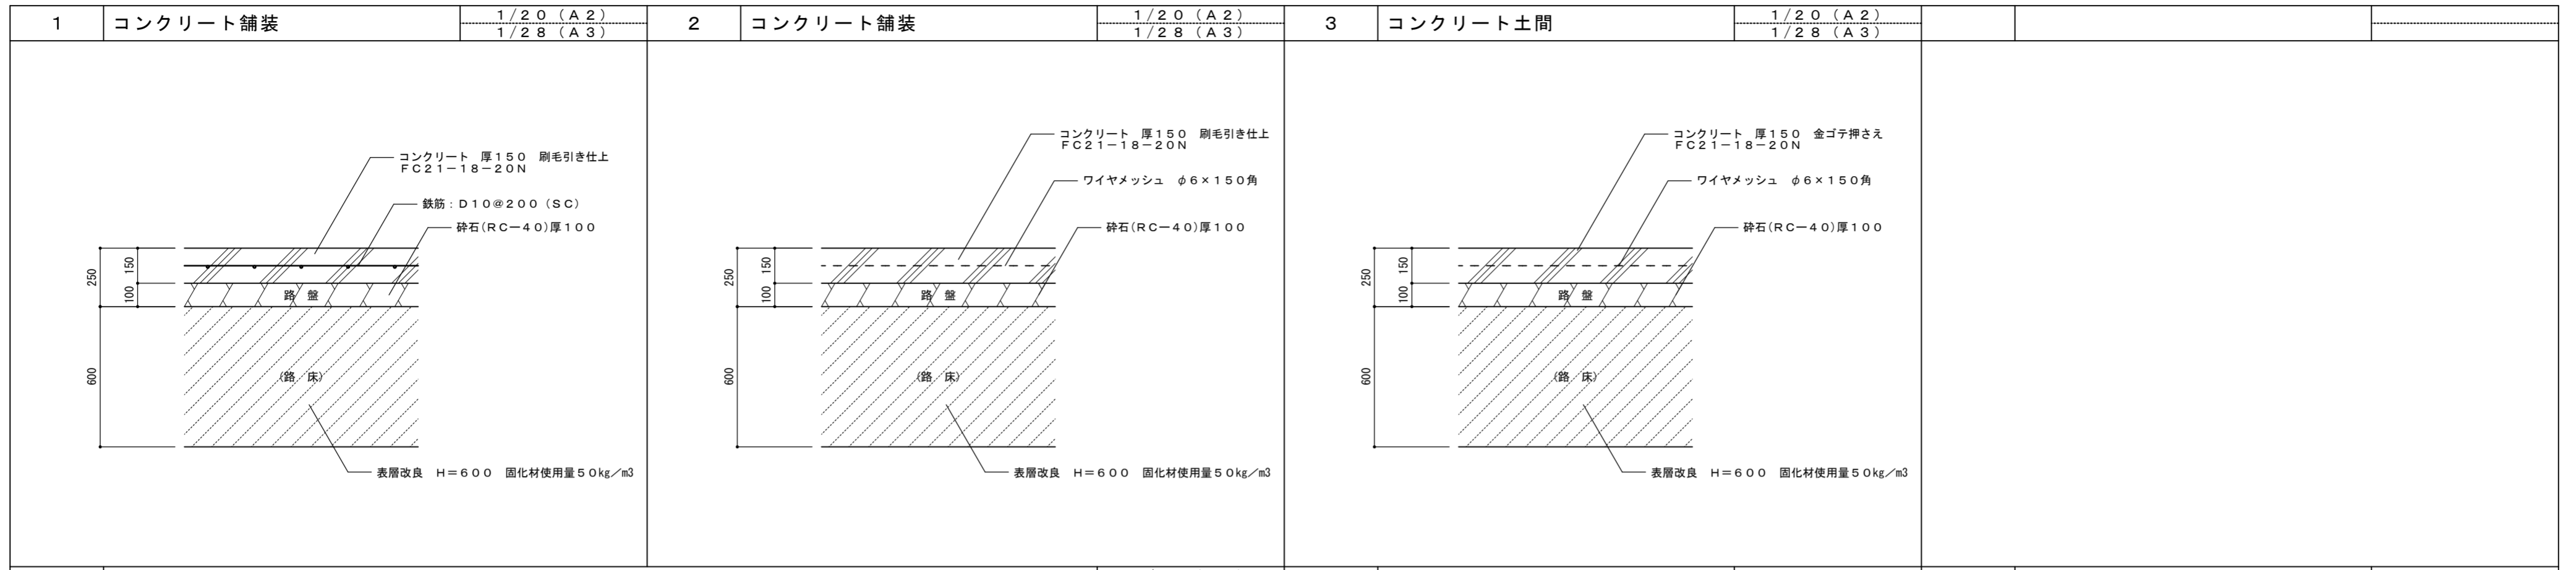 1
コンクリート舗装
1/20（A2）
1/28（A3）
2
コンクリート舗装
1/20（A2）
1/28（A3）
3
コンクリート土間
1/20（A2）
1/28（A3）
コンクリート　厚150　刷毛引き仕上
FC21-18-20N
鉄筋：D10@200（SC）
砕石(RC-40)厚100
250
150
100
路　盤
600
(路　床)
表層改良　H=600　固化材使用量50kg/m3
コンクリート　厚150　刷毛引き仕上
FC21-18-20N
ワイヤメッシュ　φ6×150角
砕石(RC-40)厚100
250
150
100
路　盤
600
(路　床)
表層改良　H=600　固化材使用量50kg/m3
コンクリート　厚150　金ゴテ押さえ
FC21-18-20N
ワイヤメッシュ　φ6×150角
砕石(RC-40)厚100
250
150
100
路　盤
600
(路　床)
表層改良　H=600　固化材使用量50kg/m3